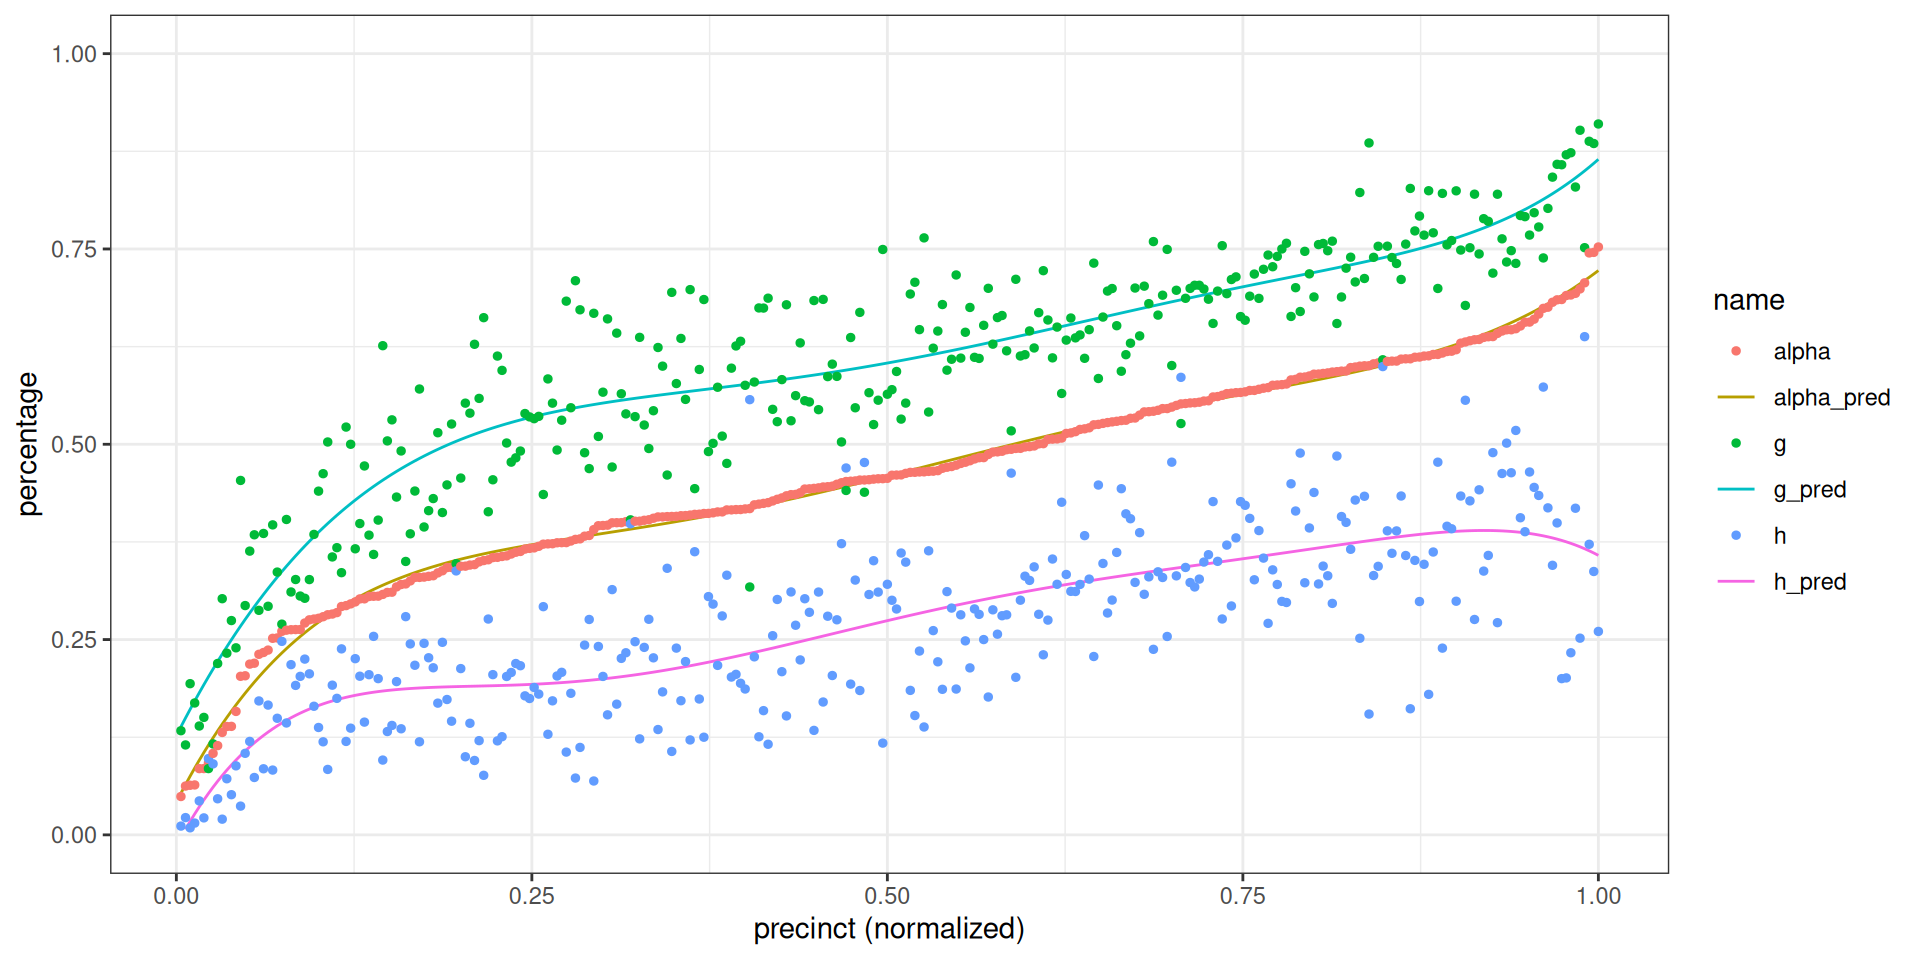 1.00
0.75
0.50
0.25
0.00
percentage
0.00 0.25 0.50 0.75 1.00
precinct (normalized)
name
alpha
alpha_pred
g
g_pred
h
h_pred